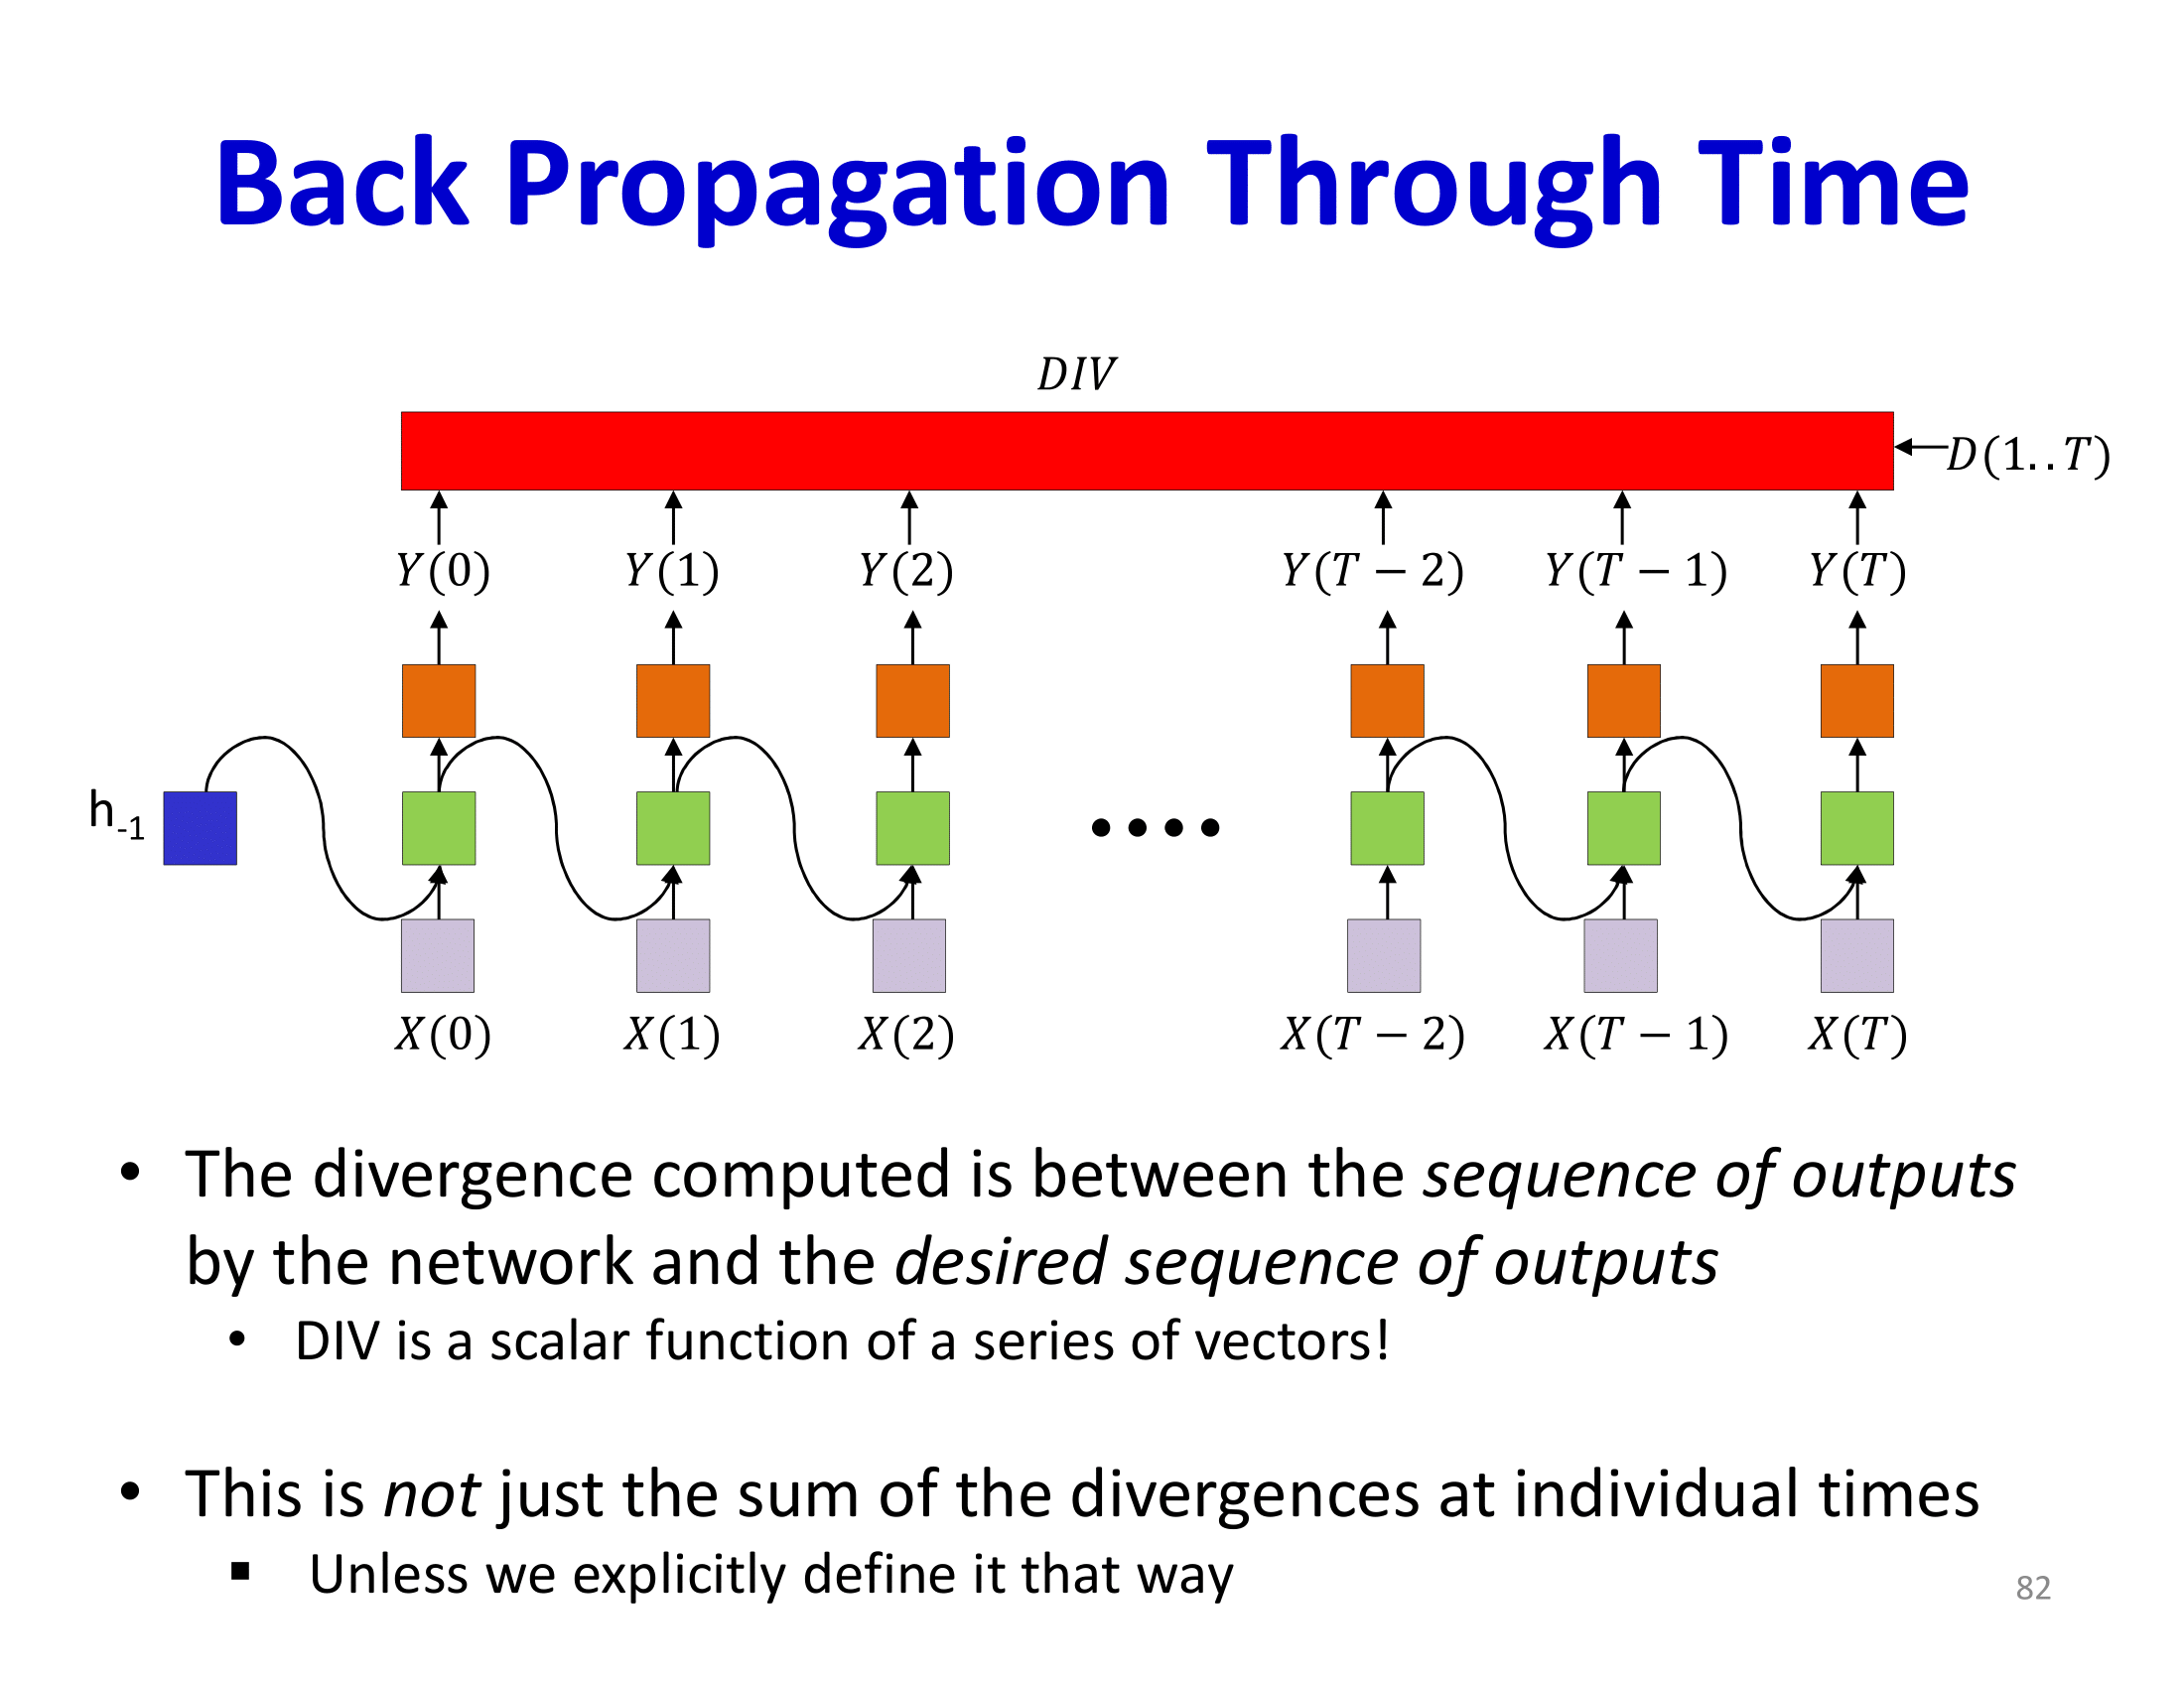 Back Propagation Through Time
DIV
D(1..T)
Y(0) Y(1) Y(2) Y(T − 2) Y(T − 1) Y(T)
h-1
• • • •
X(0) X(1) X(2) X(T − 2) X(T − 1) X(T)
• The divergence computed is between the sequence of outputs
by the network and the desired sequence of outputs
• DIV is a scalar function of a series of vectors!
• This is not just the sum of the divergences at individual times
▪ Unless we explicitly define it that way
82